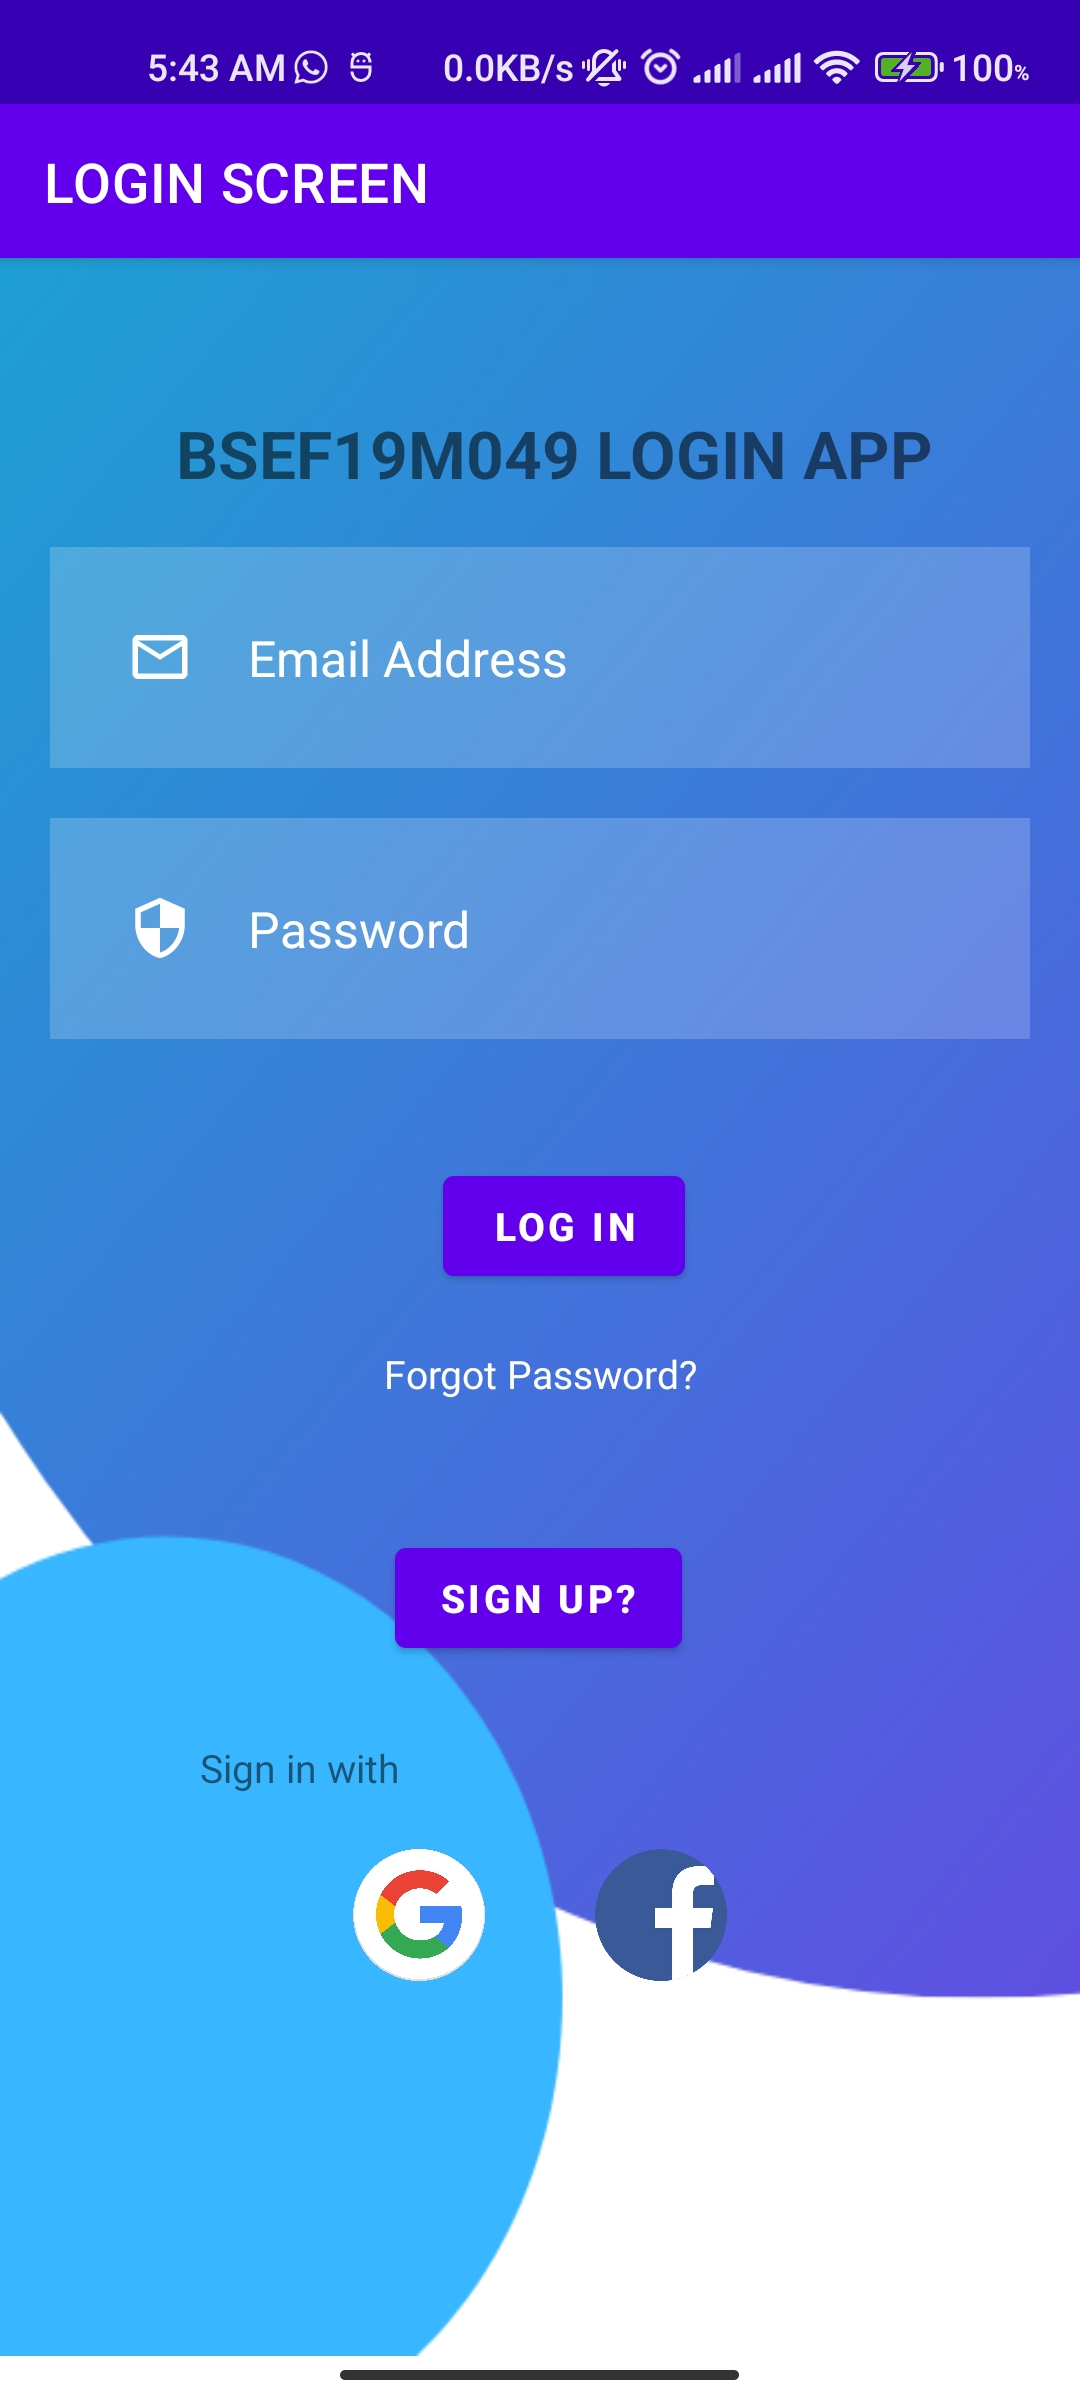 5:43 AM 0.0KB/s 100%
LOGIN SCREEN
BSEF19M049 LOGIN APP
Email Address
Password
LOG IN
Forgot Password?
SIGN UP?
Sign in with